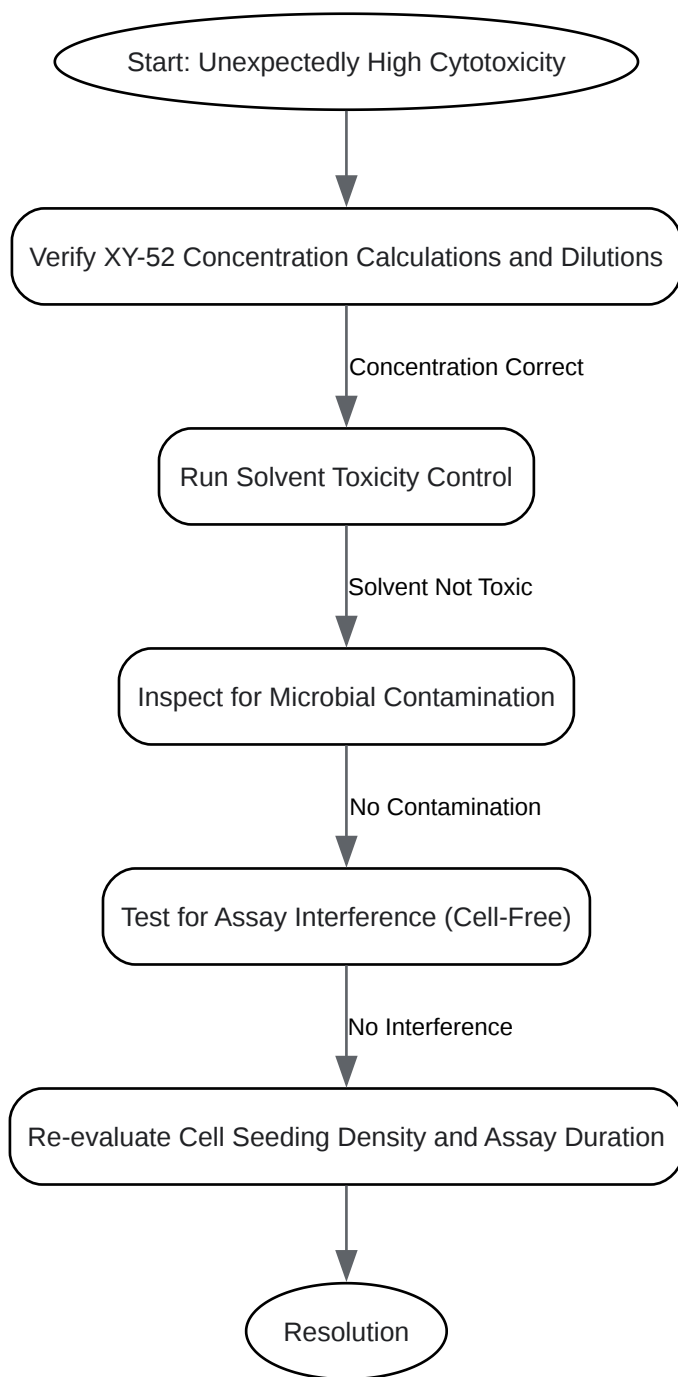 Start: Unexpectedly High Cytotoxicity
Verify XY-52 Concentration Calculations and Dilutions
Concentration Correct
Run Solvent Toxicity Control
Solvent Not Toxic
Inspect for Microbial Contamination
No Contamination
Test for Assay Interference (Cell-Free)
No Interference
Re-evaluate Cell Seeding Density and Assay Duration
Resolution